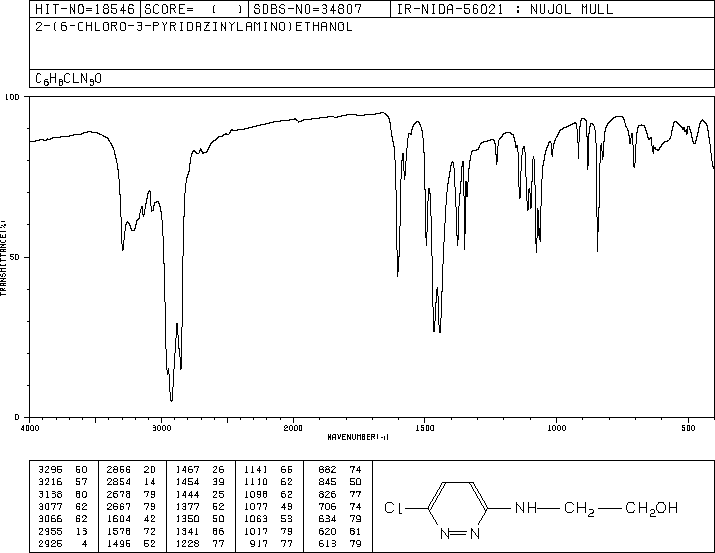 HIT-NO=18546 SCORE= ( ) SDBS-NO=34807 IR-NIDA-56021 : NUJOL MULL
2-(6-CHLORO-3-PYRIDAZINYLAMINO)ETHANOL
C6H8CLN3O
100
50
0
TRANSMITTANCE(%)
4000 3000 2000 1500 1000 500
WAVENUMBER(-1)
3295 50 2866 20 1467 26 1141 66 882 74
3216 57 2854 14 1454 39 1110 62 845 50
3138 60 2678 79 1444 25 1098 62 826 77
3077 62 2667 79 1377 52 1077 49 706 74
3066 62 1604 42 1350 50 1063 53 634 79
2955 13 1578 72 1341 66 1017 79 620 81
2925 4 1496 52 1228 77 917 77 613 79
Cl N=N NH CH2 CH2OH